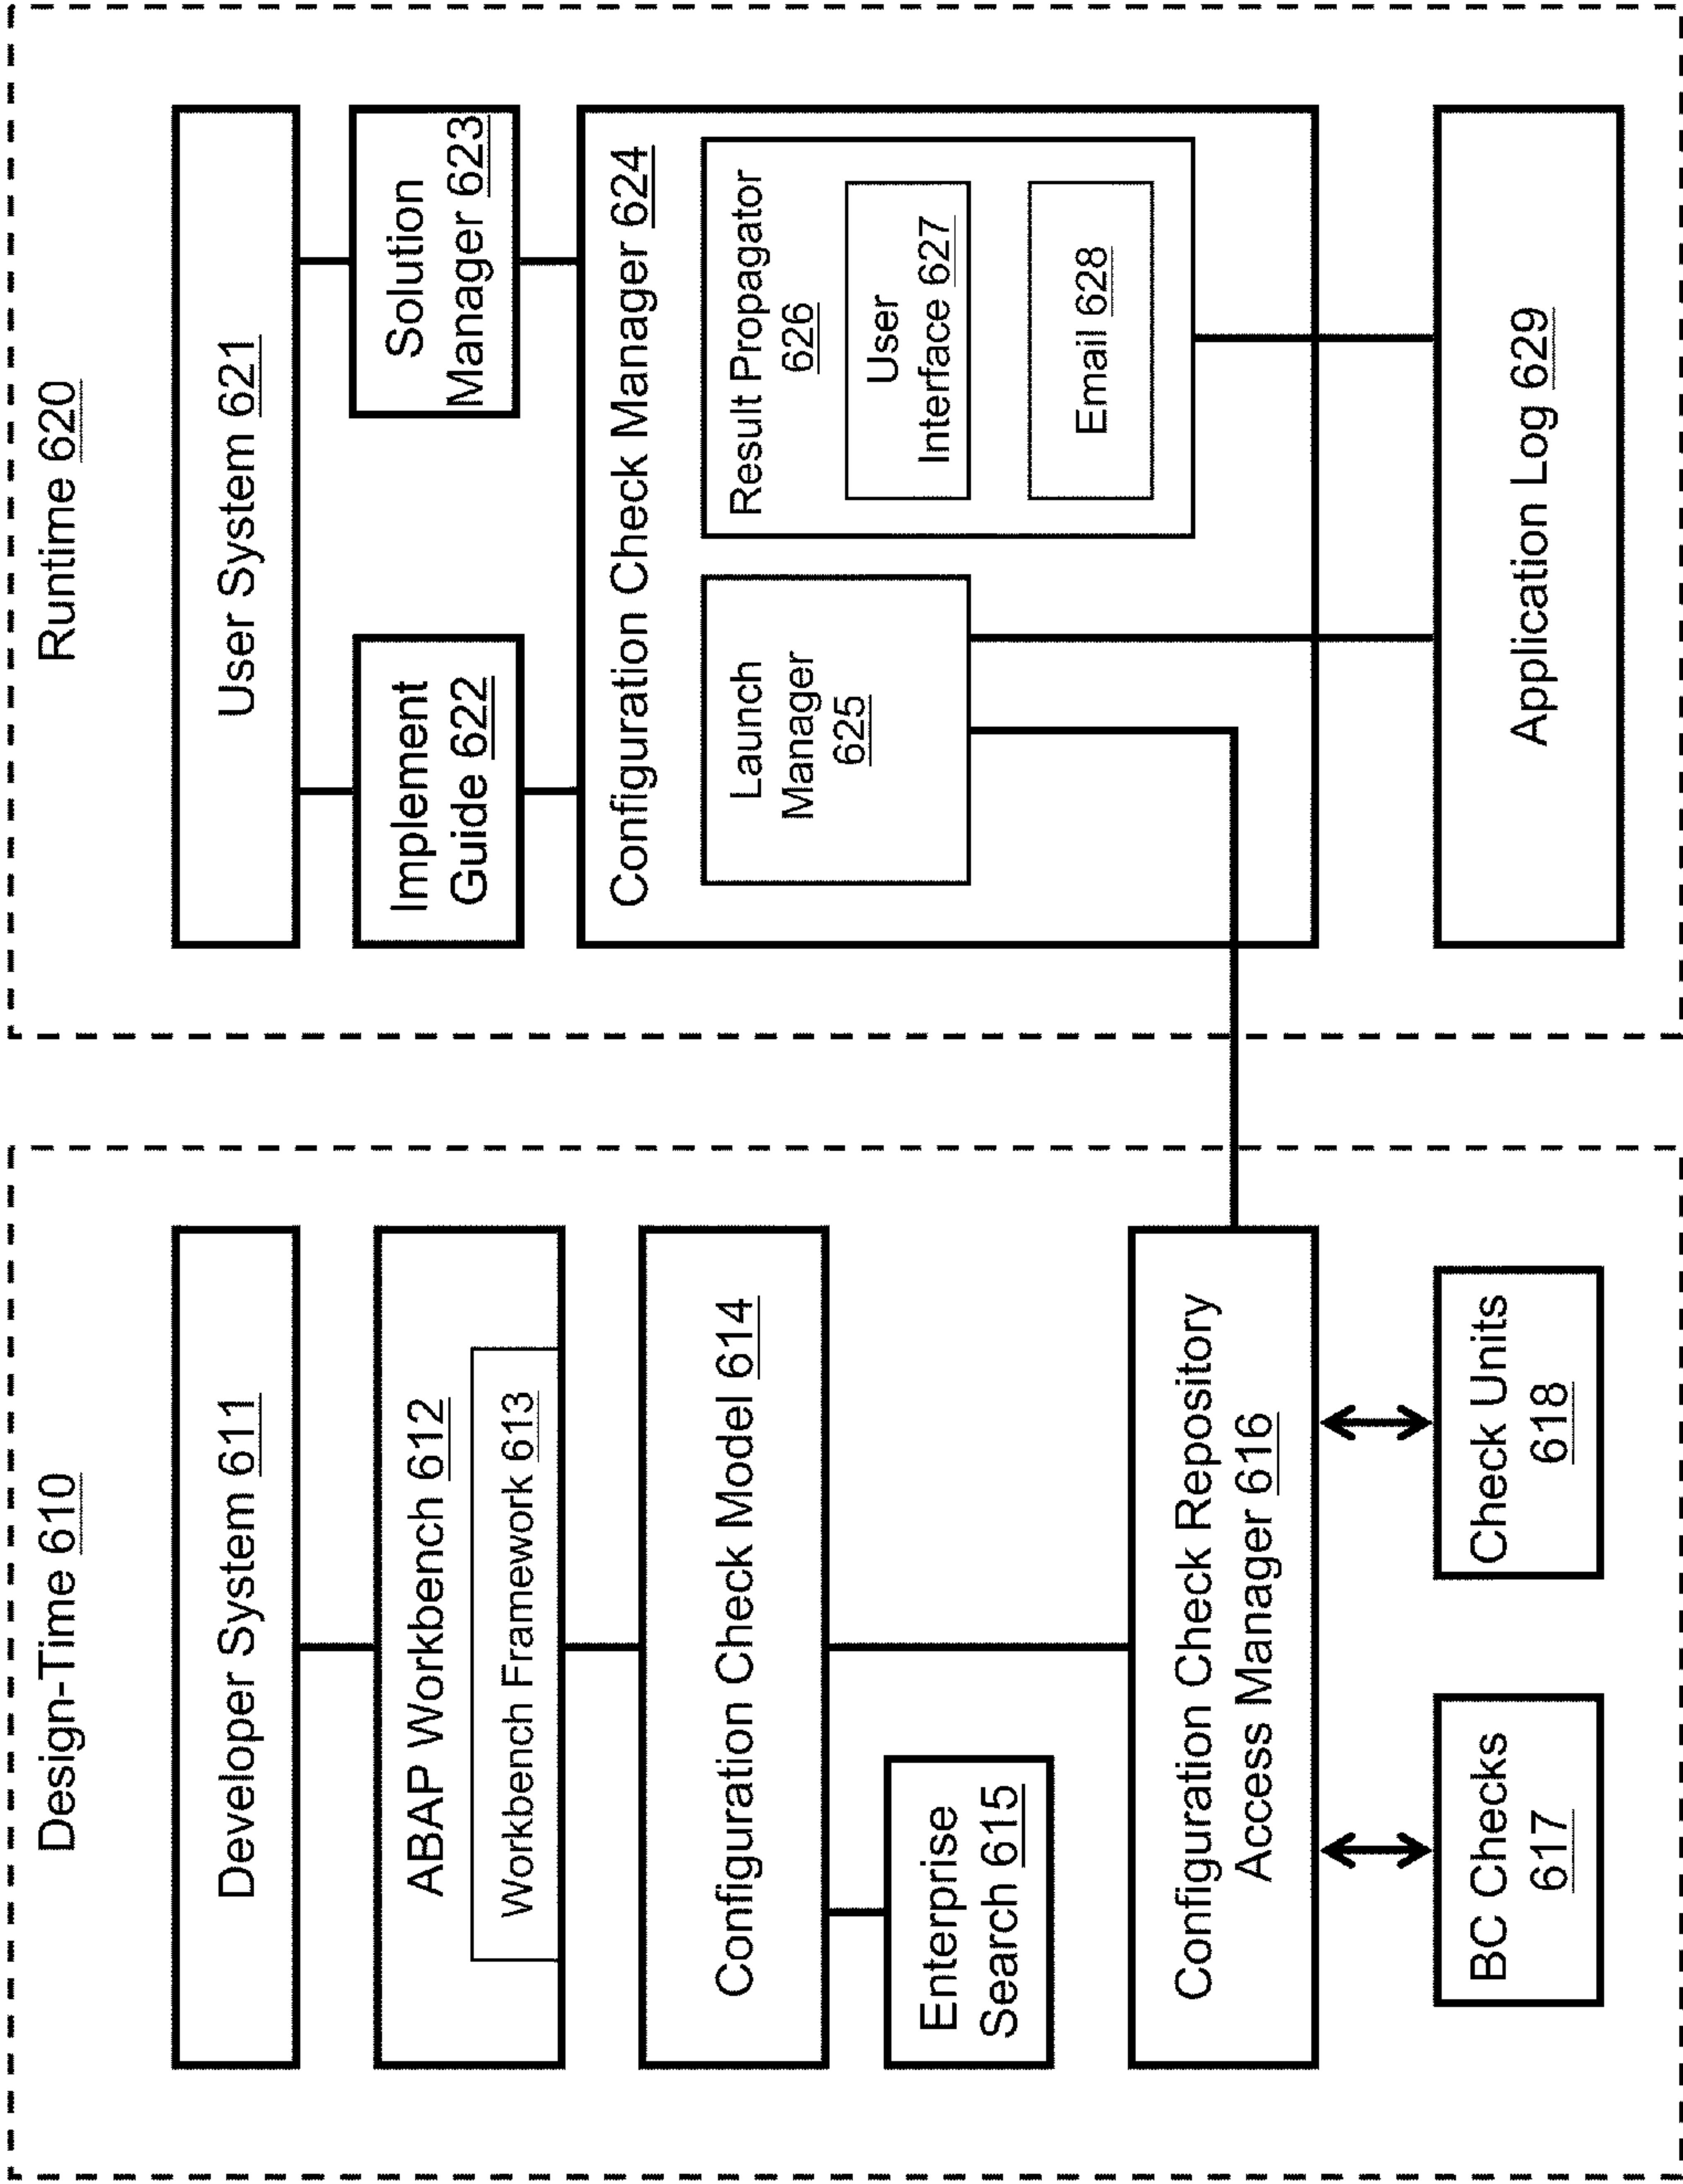 Design-Time 610
Developer System 611
ABAP Workbench 612
Workbench Framework 613
Configuration Check Model 614
Enterprise
Search 615
Configuration Check Repository
Access Manager 616
BC Checks
617
Check Units
618
Runtime 620
User System 621
Implement
Guide 622
Solution
Manager 623
Configuration Check Manager 624
Launch
Manager
625
Result Propagator
626
User
Interface 627
Email 628
Application Log 629